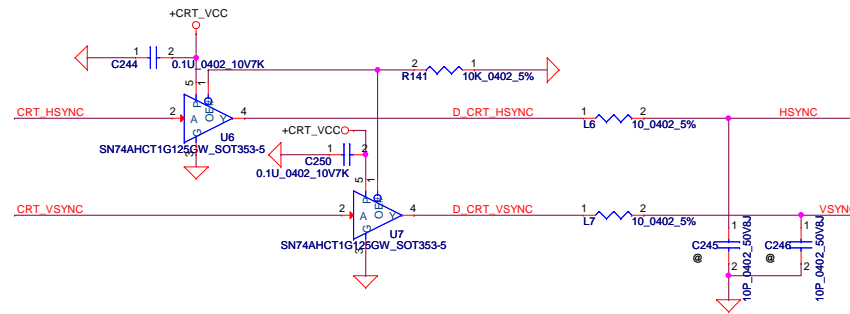 +CRT_VCC
1 2
C244 0.1U_0402_10V7K
2 1
R141 10K_0402_5%
5 1
P OE#
CRT_HSYNC 2 A Y 4 D_CRT_HSYNC 1 2 HSYNC
G
3
U6
L6 10_0402_5%
SN74AHCT1G125GW_SOT353-5
+CRT_VCC
1 2
C250
0.1U_0402_10V7K
5 1
P OE#
CRT_VSYNC 2 A Y 4 D_CRT_VSYNC 1 2 VSYNC
G
3
U7
L7 10_0402_5%
SN74AHCT1G125GW_SOT353-5
1 1
C245 C246
@ @
2 2
10P_0402_50V8J
10P_0402_50V8J